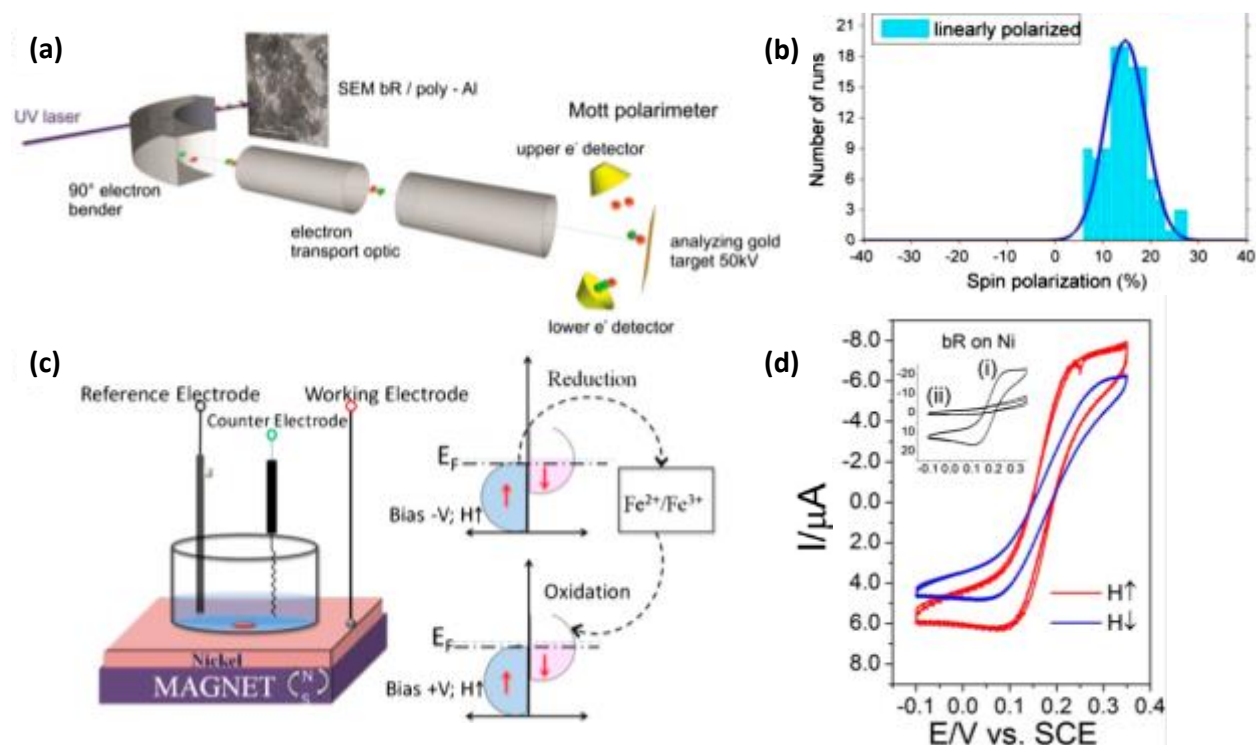 (a)
SEM bR / poly - Al
UV laser
Mott polarimeter
upper e⁻ detector
90° electron
bender
electron
transport optic
analyzing gold
target 50kV
lower e⁻ detector
(b)
linearly polarized
Number of runs
21
18
15
12
9
6
3
0
-40 -30 -20 -10 0 10 20 30 40
Spin polarization (%)
(c)
Reference Electrode
Working Electrode
Counter Electrode
Nickel
MAGNET
N
S
Reduction
E_F
Bias -V; H↑
Fe²⁺/Fe³⁺
Oxidation
E_F
Bias +V; H↑
(d)
bR on Ni
(i)
(ii)
-20
-10
0
10
20
-0.1 0.0 0.1 0.2 0.3
I/μA
-8.0
-6.0
-4.0
-2.0
0.0
2.0
4.0
6.0
8.0
H↑
H↓
-0.1 0.0 0.1 0.2 0.3 0.4
E/V vs. SCE